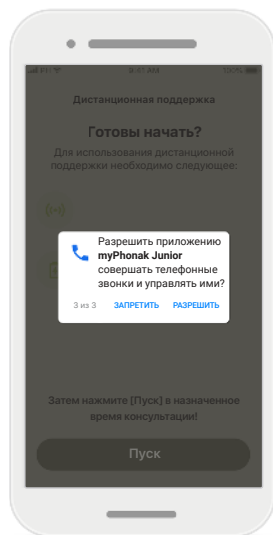 Дистанционная поддержка
Готовы начать?
Для использования дистанционной
поддержки необходимо следующее:
Разрешить приложению
myPhonak Junior
совершать телефонные
звонки и управлять ими?
3 из 3 ЗАПРЕТИТЬ РАЗРЕШИТЬ
Затем нажмите [Пуск] в назначенное
время консультации!
Пуск